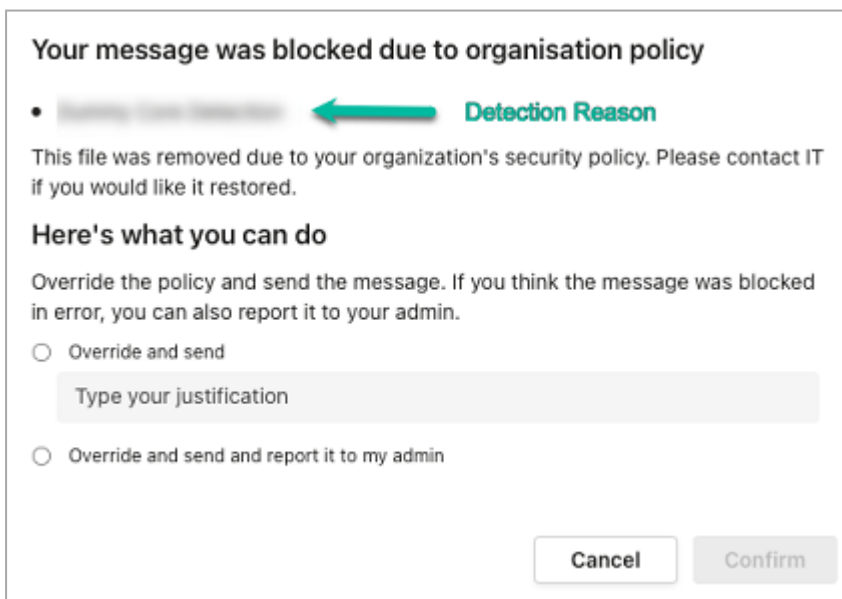 Your message was blocked due to organisation policy
Detection Reason
This file was removed due to your organization's security policy. Please contact IT
if you would like it restored.
Here's what you can do
Override the policy and send the message. If you think the message was blocked
in error, you can also report it to your admin.
Override and send
Type your justification
Override and send and report it to my admin
Cancel Confirm